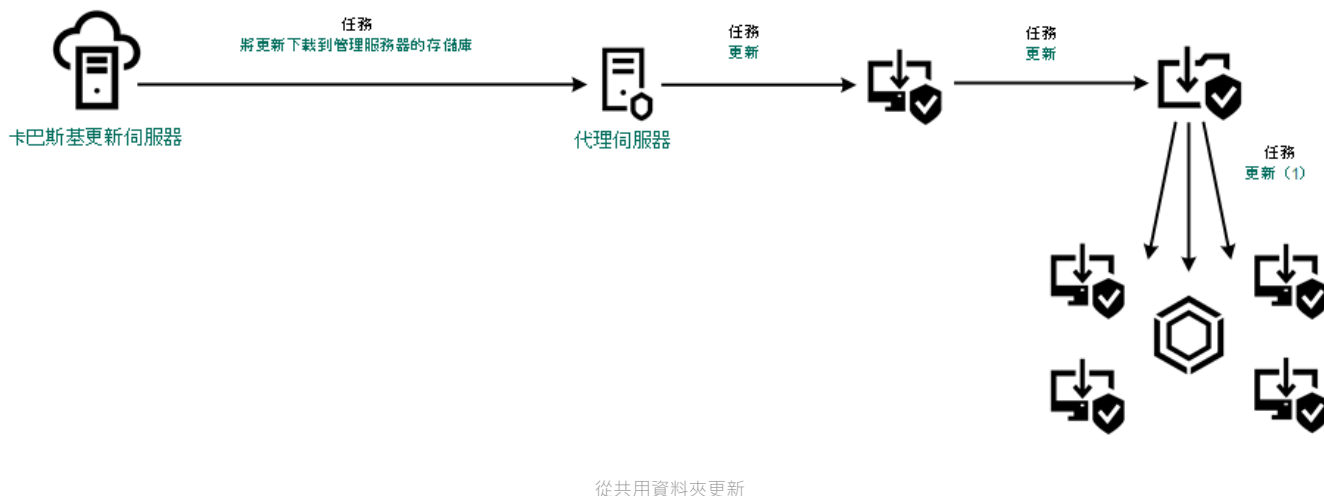 任務
將更新下載到管理服務器的存儲庫
任務
更新
任務
更新
卡巴斯基更新伺服器
代理伺服器
任務
更新（1）
從共用資料夾更新